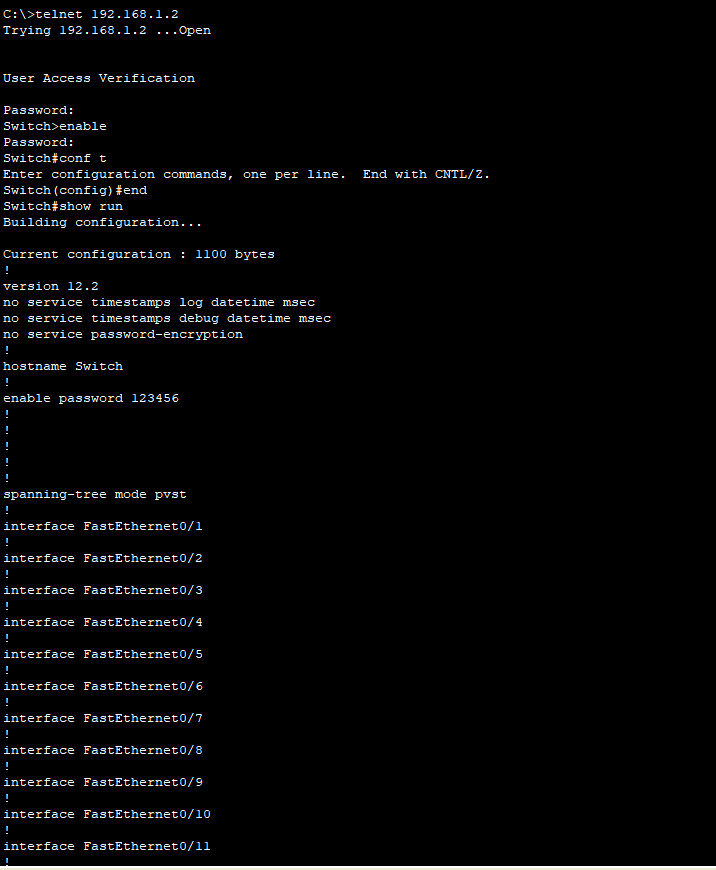 C:\>telnet 192.168.1.2
Trying 192.168.1.2 ...Open
User Access Verification
Password:
Switch>enable
Password:
Switch#conf t
Enter configuration commands, one per line.  End with CNTL/Z.
Switch(config)#end
Switch#show run
Building configuration...
Current configuration : 1100 bytes
!
version 12.2
no service timestamps log datetime msec
no service timestamps debug datetime msec
no service password-encryption
!
hostname Switch
!
enable password 123456
!
!
!
!
!
spanning-tree mode pvst
!
interface FastEthernet0/1
!
interface FastEthernet0/2
!
interface FastEthernet0/3
!
interface FastEthernet0/4
!
interface FastEthernet0/5
!
interface FastEthernet0/6
!
interface FastEthernet0/7
!
interface FastEthernet0/8
!
interface FastEthernet0/9
!
interface FastEthernet0/10
!
interface FastEthernet0/11
!